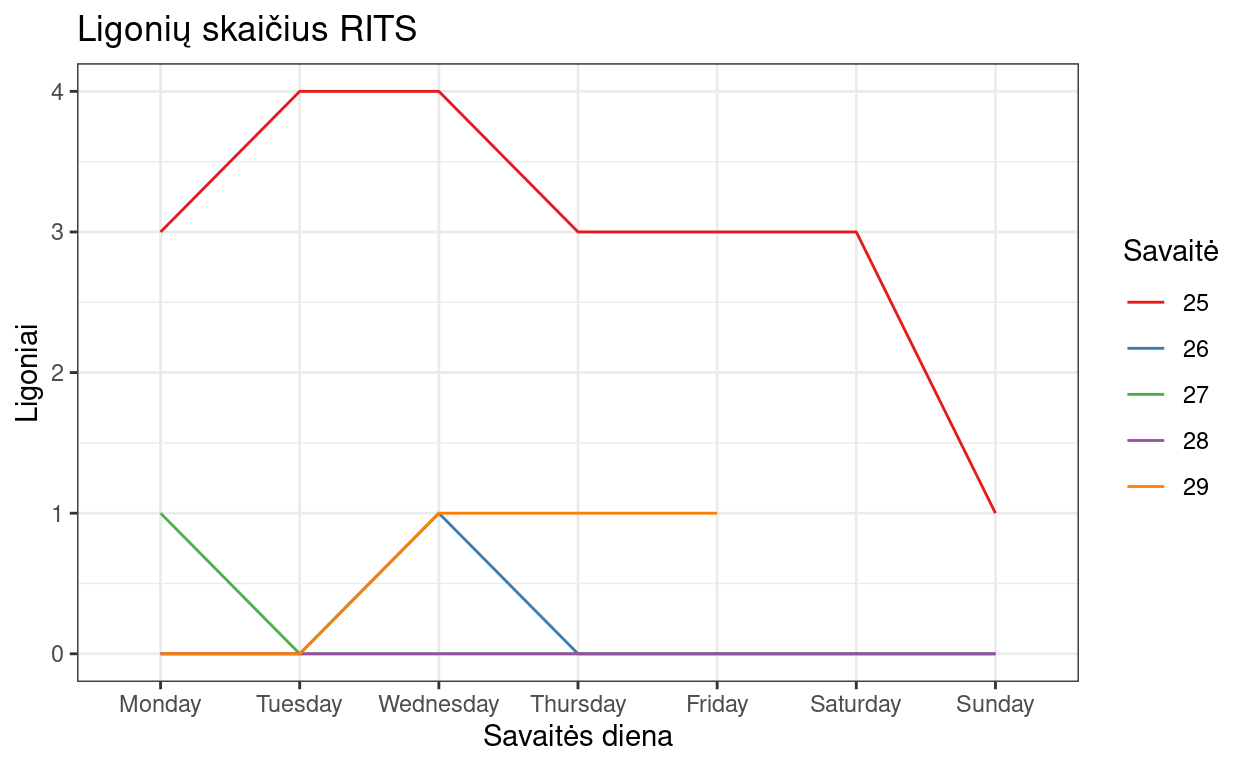 Ligonių skaičius RITS
4
3
2
1
0
Ligoniai
Monday Tuesday Wednesday Thursday Friday Saturday Sunday
Savaitės diena
Savaitė
25
26
27
28
29